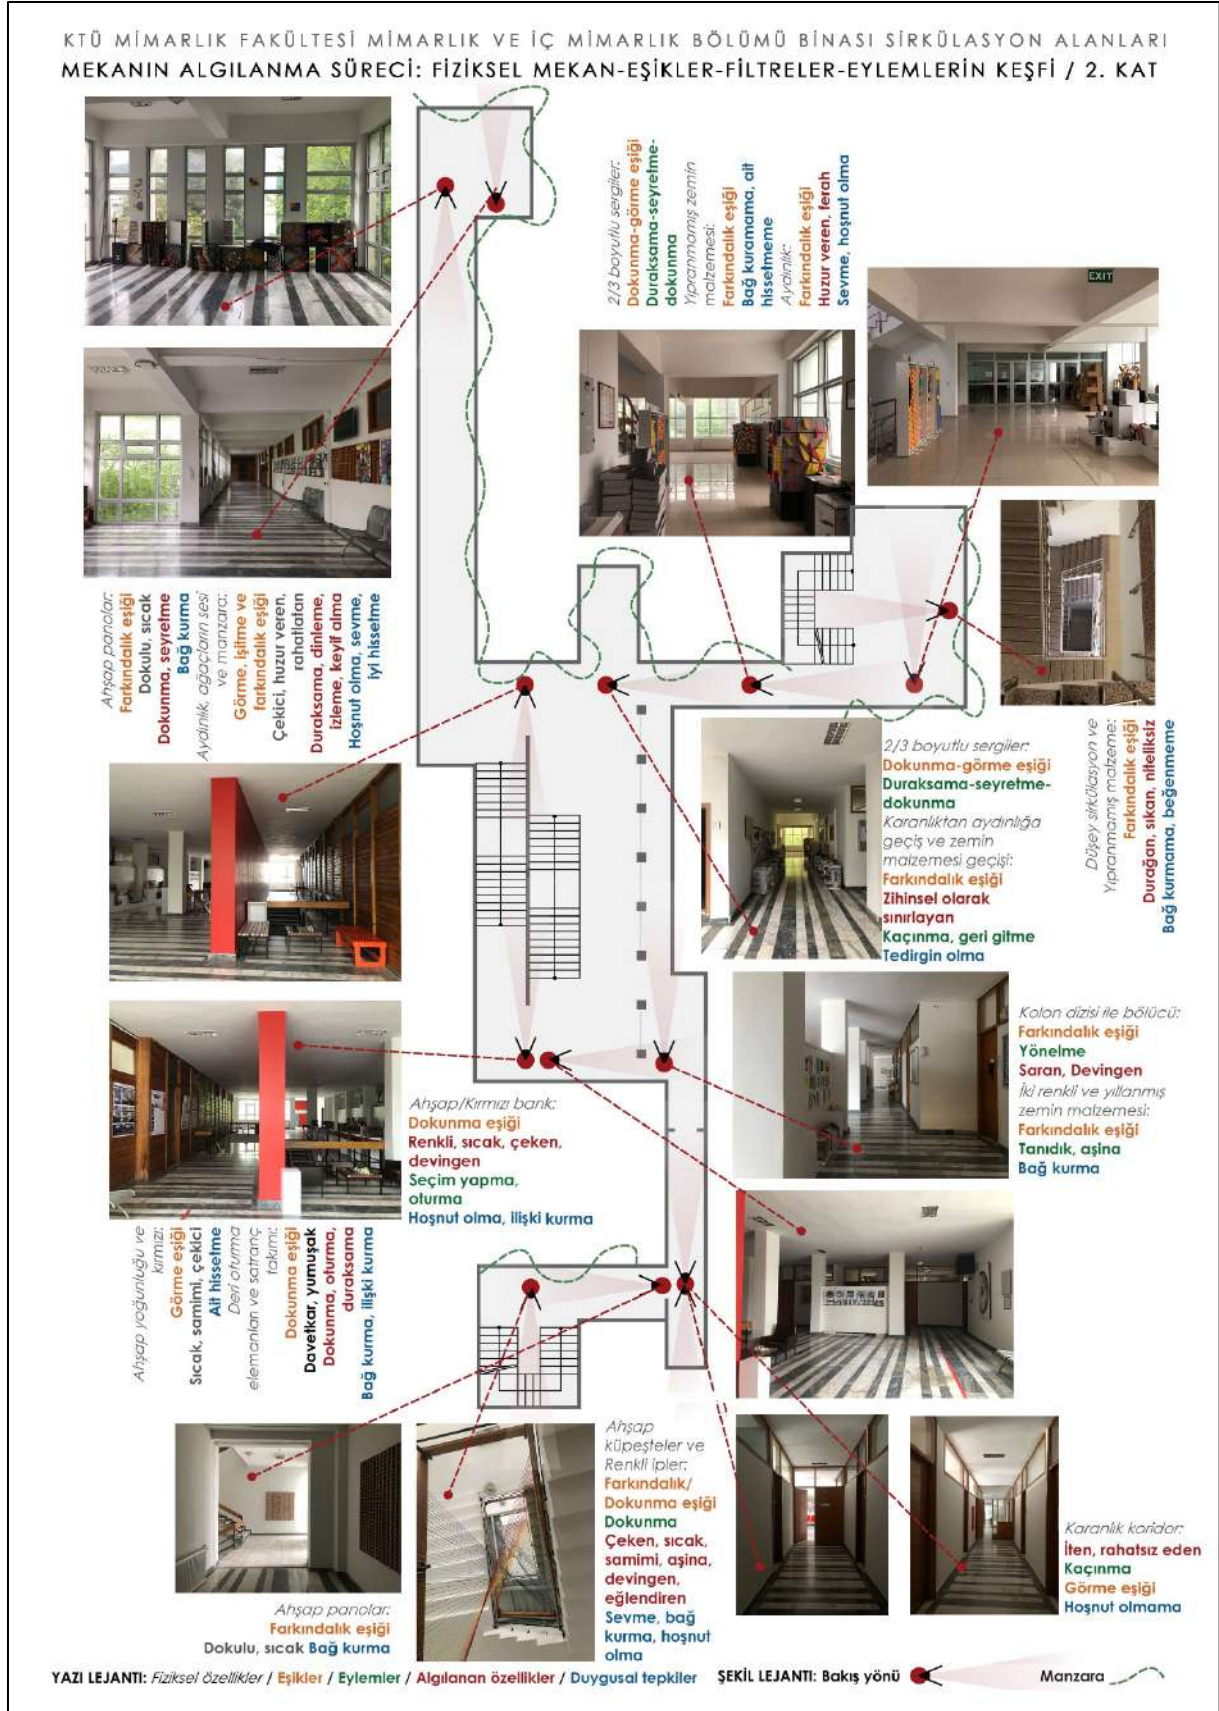 KTÜ MİMARLIK FAKÜLTESİ MİMARLIK VE İÇ MİMARLIK BÖLÜMÜ BİNASI SİRKÜLASYON ALANLARI
MEKANIN ALGILANMA SÜRECİ: FİZİKSEL MEKAN-EŞİKLER-FİLTRELER-EYLEMLERİN KEŞFİ / 2. KAT
2/3 boyutlu sergiler:
Dokunma-görme eşiği
Duraksama-seyretme-
dokunma
Yıpranmamış zemin
malzemesi:
Farkındalık eşiği
Bağ kuramama, ait
hissetmeme
Aydınlık:
Farkındalık eşiği
Huzur veren, ferah
Sevme, hoşnut olma
EXIT
Ahşap panolar:
Farkındalık eşiği
Dokulu, sıcak
Dokunma, seyretme
Bağ kurma
Aydınlık, ağaçların sesi
ve manzara:
Görme, işitme ve
farkındalık eşiği
Çekici, huzur veren,
rahatlatan
Duraksama, dinleme,
izleme, keyif alma
Hoşnut olma, sevme,
iyi hissetme
2/3 boyutlu sergiler:
Dokunma-görme eşiği
Duraksama-seyretme-
dokunma
Karanlıktan aydınlığa
geçiş ve zemin
malzemesi geçişi:
Farkındalık eşiği
Zihinsel olarak
sınırlayan
Kaçınma, geri gitme
Tedirgin olma
Düşey sirkülasyon ve
Yıpranmamış malzeme:
Farkındalık eşiği
Durağan, sıkan, niteliksiz
Bağ kurmama, beğenmeme
Kolon dizisi ile bölücü:
Farkındalık eşiği
Yönelme
Saran, Devingen
İki renkli ve yıllanmış
zemin malzemesi:
Farkındalık eşiği
Tanıdık, aşina
Bağ kurma
Ahşap/Kırmızı bank:
Dokunma eşiği
Renkli, sıcak, çeken,
devingen
Seçim yapma,
oturma
Hoşnut olma, ilişki kurma
Ahşap yoğunluğu ve
kırmızı:
Görme eşiği
Sıcak, samimi, çekici
Ait hissetme
Deri oturma
elemanları ve satranç
takımı:
Dokunma eşiği
Davetkar, yumuşak
Dokunma, oturma,
duraksama
Bağ kurma, ilişki kurma
Ahşap
küpeşteler ve
Renkli ipler:
Farkındalık/
Dokunma eşiği
Dokunma
Çeken, sıcak,
samimi, aşina,
devingen,
eğlendiren
Sevme, bağ
kurma, hoşnut
olma
Karanlık koridor:
İten, rahatsız eden
Kaçınma
Görme eşiği
Hoşnut olmama
Ahşap panolar:
Farkındalık eşiği
Dokulu, sıcak Bağ kurma
YAZI LEJANTI: Fiziksel özellikler / Eşikler / Eylemler / Algılanan özellikler / Duygusal tepkiler ŞEKİL LEJANTI: Bakış yönü Manzara